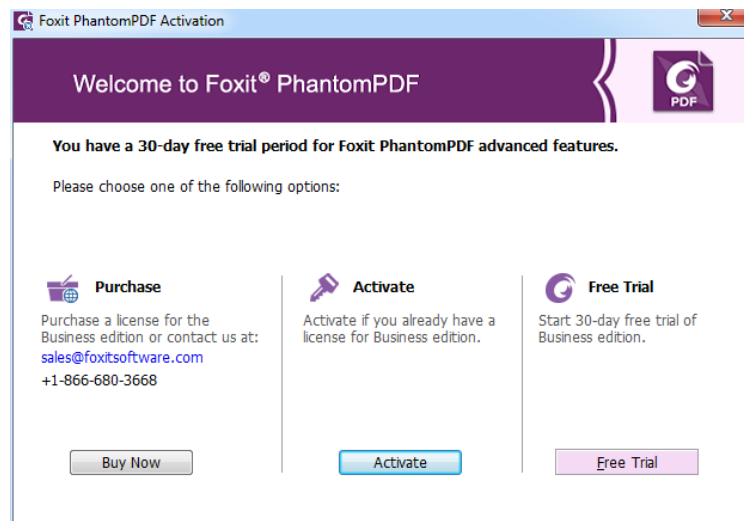 Foxit PhantomPDF Activation
Welcome to Foxit® PhantomPDF
PDF
You have a 30-day free trial period for Foxit PhantomPDF advanced features.
Please choose one of the following options:
Purchase
Purchase a license for the
Business edition or contact us at:
sales@foxitsoftware.com
+1-866-680-3668
Buy Now
Activate
Activate if you already have a
license for Business edition.
Activate
Free Trial
Start 30-day free trial of
Business edition.
Free Trial